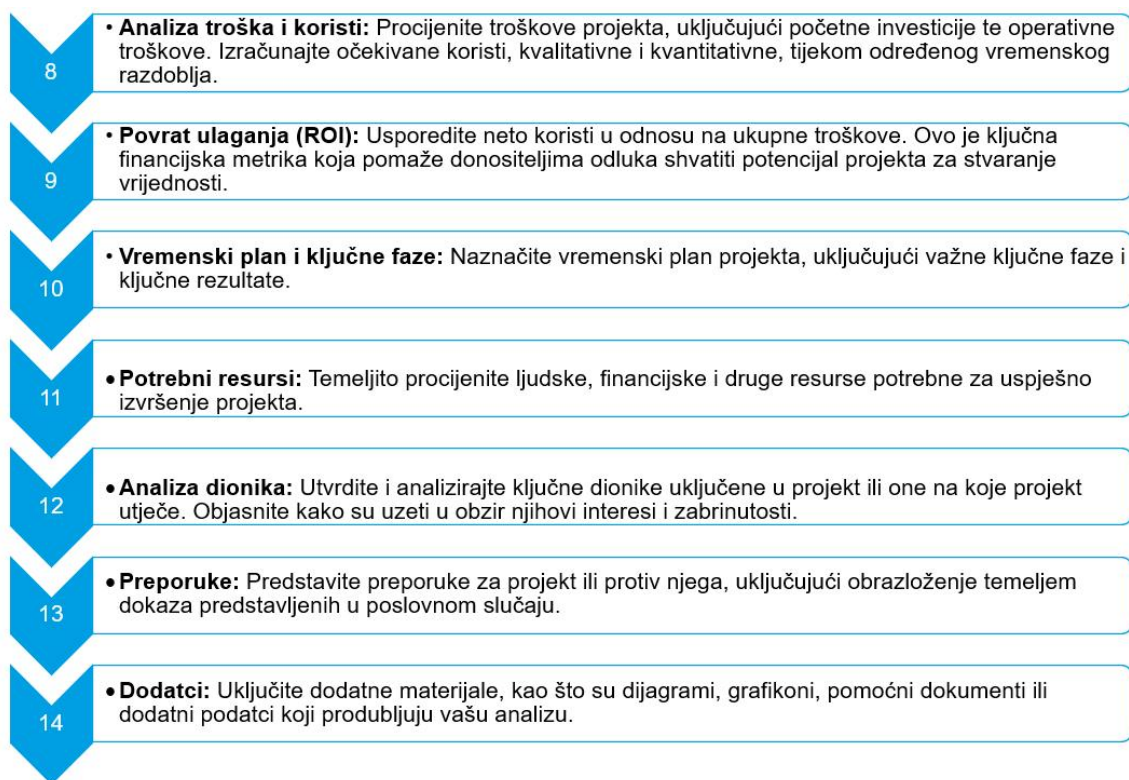 8
• Analiza troška i koristi: Procijenite troškove projekta, uključujući početne investicije te operativne
troškove. Izračunajte očekivane koristi, kvalitativne i kvantitativne, tijekom određenog vremenskog
razdoblja.
9
• Povrat ulaganja (ROI): Usporedite neto koristi u odnosu na ukupne troškove. Ovo je ključna
financijska metrika koja pomaže donositeljima odluka shvatiti potencijal projekta za stvaranje
vrijednosti.
10
• Vremenski plan i ključne faze: Naznačite vremenski plan projekta, uključujući važne ključne faze i
ključne rezultate.
11
• Potrebni resursi: Temeljito procijenite ljudske, financijske i druge resurse potrebne za uspješno
izvršenje projekta.
12
• Analiza dionika: Utvrdite i analizirajte ključne dionike uključene u projekt ili one na koje projekt
utječe. Objasnite kako su uzeti u obzir njihovi interesi i zabrinutosti.
13
• Preporuke: Predstavite preporuke za projekt ili protiv njega, uključujući obrazloženje temeljem
dokaza predstavljenih u poslovnom slučaju.
14
• Dodatci: Uključite dodatne materijale, kao što su dijagrami, grafikoni, pomoćni dokumenti ili
dodatni podatci koji produbljuju vašu analizu.